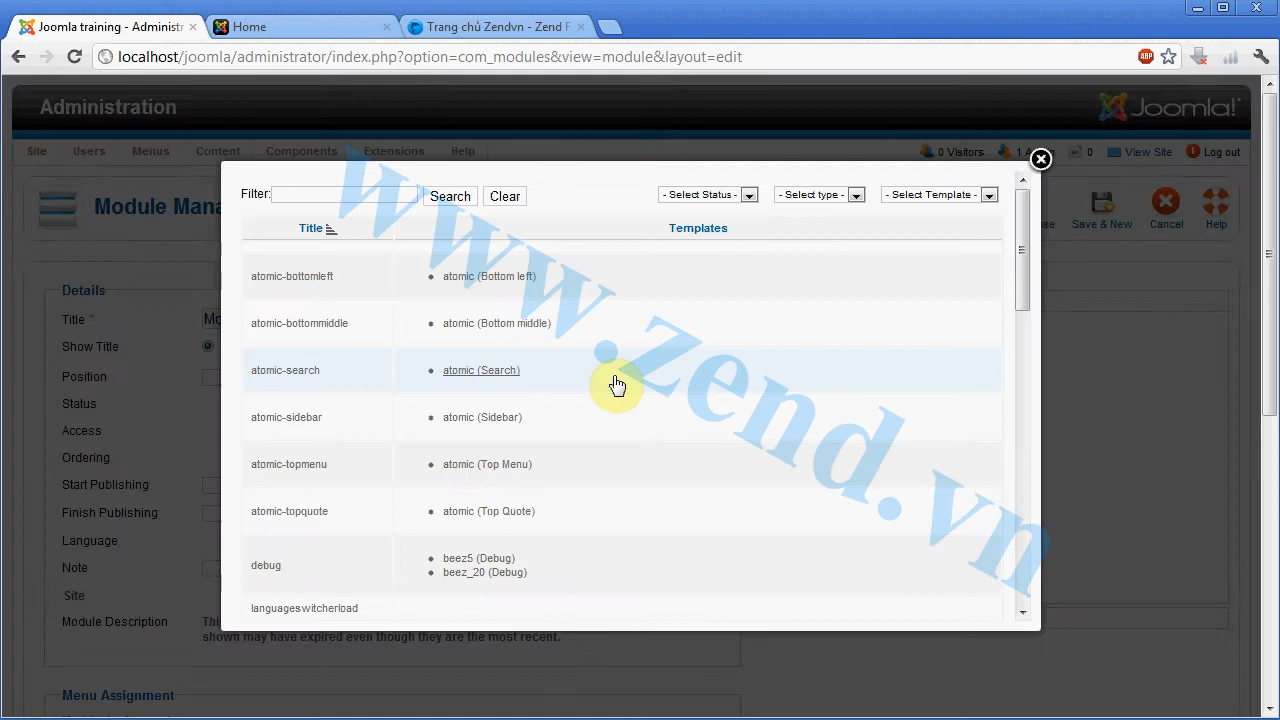 Joomla training - Administr
Home
Trang chủ Zendvn - Zend F
localhost/joomla/administrator/index.php?option=com_modules&view=module&layout=edit
ABP
Administration
Joomla!
Site Users Menus Content Components Extensions Help
0 Visitors
0 View Site Log out
Filter: Search Clear - Select Status - - Select type - - Select Template -
Module Mana
Save & New Cancel Help
Title Templates
atomic-bottomleft atomic (Bottom left)
atomic-bottommiddle atomic (Bottom middle)
atomic-search atomic (Search)
atomic-sidebar atomic (Sidebar)
atomic-topmenu atomic (Top Menu)
atomic-topquote atomic (Top Quote)
debug beez5 (Debug)
beez_20 (Debug)
languageswitcherload
Details
Title *
Show Title
Position
Status
Access
Ordering
Start Publishing
Finish Publishing
Language
Note
Site
Module Description
shown may have expired even though they are the most recent.
Menu Assignment
www.zend.vn